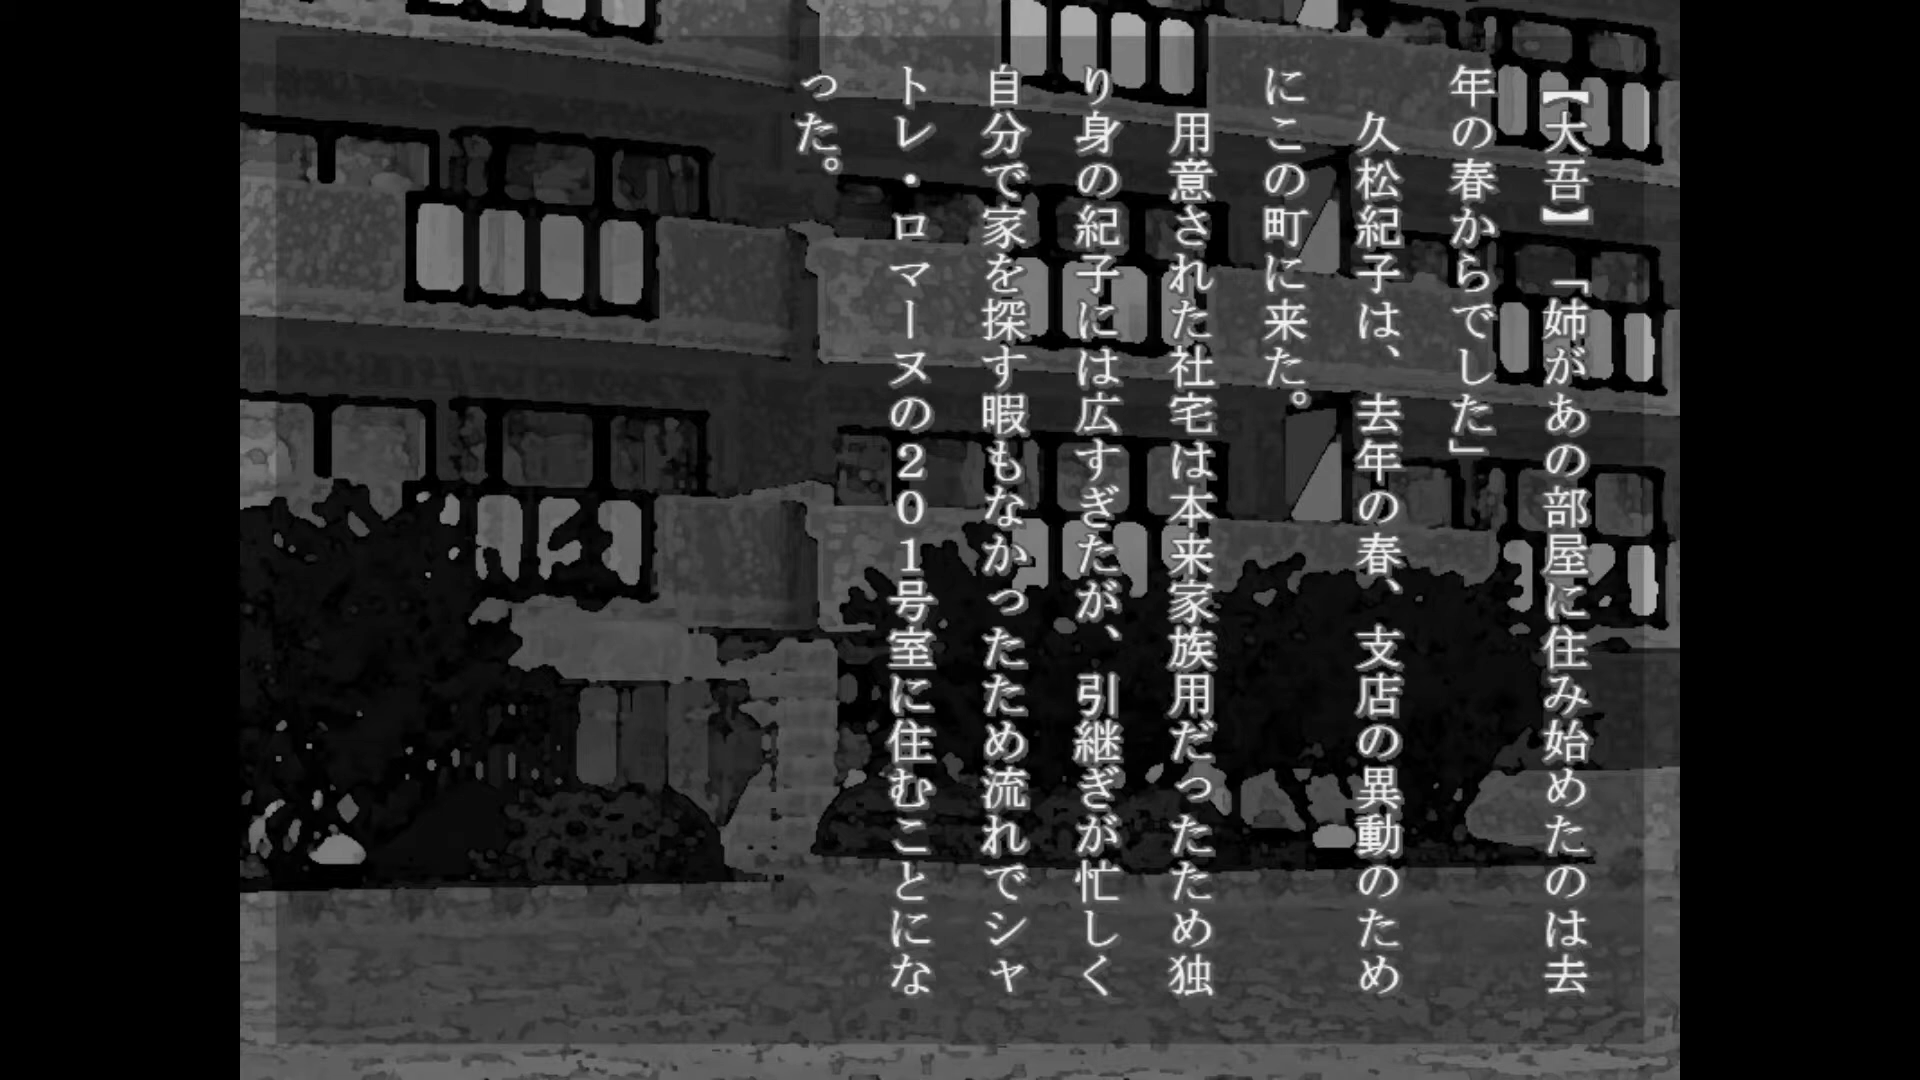 【大吾】「姉があの部屋に住み始めたのは去
年の春からでした」
　久松紀子は、去年の春、支店の異動のため
にこの町に来た。
　用意された社宅は本来家族用だったため独
り身の紀子には広すぎたが、引継ぎが忙しく
自分で家を探す暇もなかったため流れでシャ
トレ・ロマーヌの２０１号室に住むことにな
った。